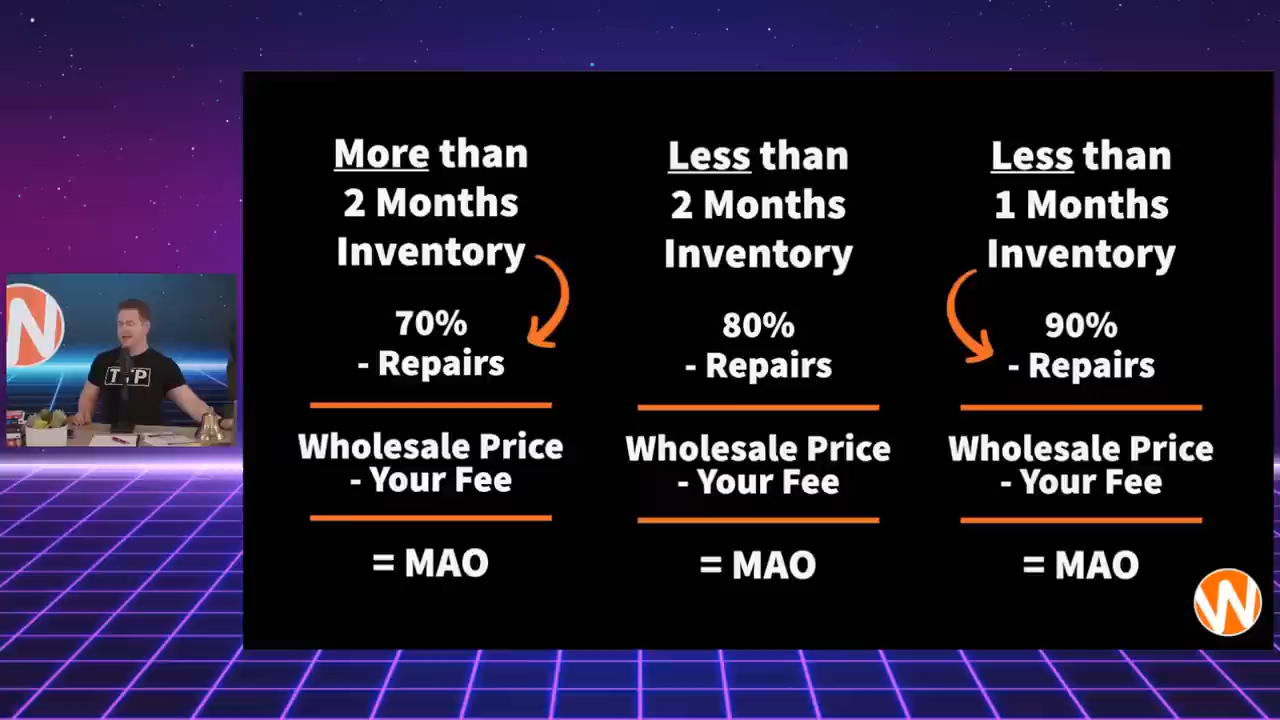 More than
2 Months
Inventory
70%
- Repairs
Wholesale Price
- Your Fee
= MAO
Less than
2 Months
Inventory
80%
- Repairs
Wholesale Price
- Your Fee
= MAO
Less than
1 Months
Inventory
90%
- Repairs
Wholesale Price
- Your Fee
= MAO
W
N